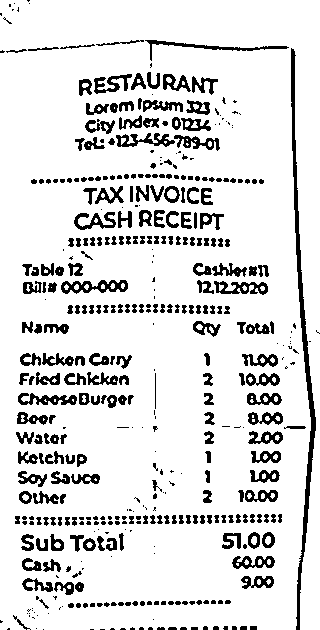 RESTAURANT
Lorem Ipsum 323
City Index • 01234
Tel: +123-456-789-01
TAX INVOICE
CASH RECEIPT
Table 12 Cashier#11
Bill# 000-000 12.12.2020
Name Qty Total
Chicken Carry 1 11.00
Fried Chicken 2 10.00
CheeseBurger 2 8.00
Beer 2 8.00
Water 2 2.00
Ketchup 1 1.00
Soy Sauce 1 1.00
Other 2 10.00
Sub Total 51.00
Cash 60.00
Change 9.00